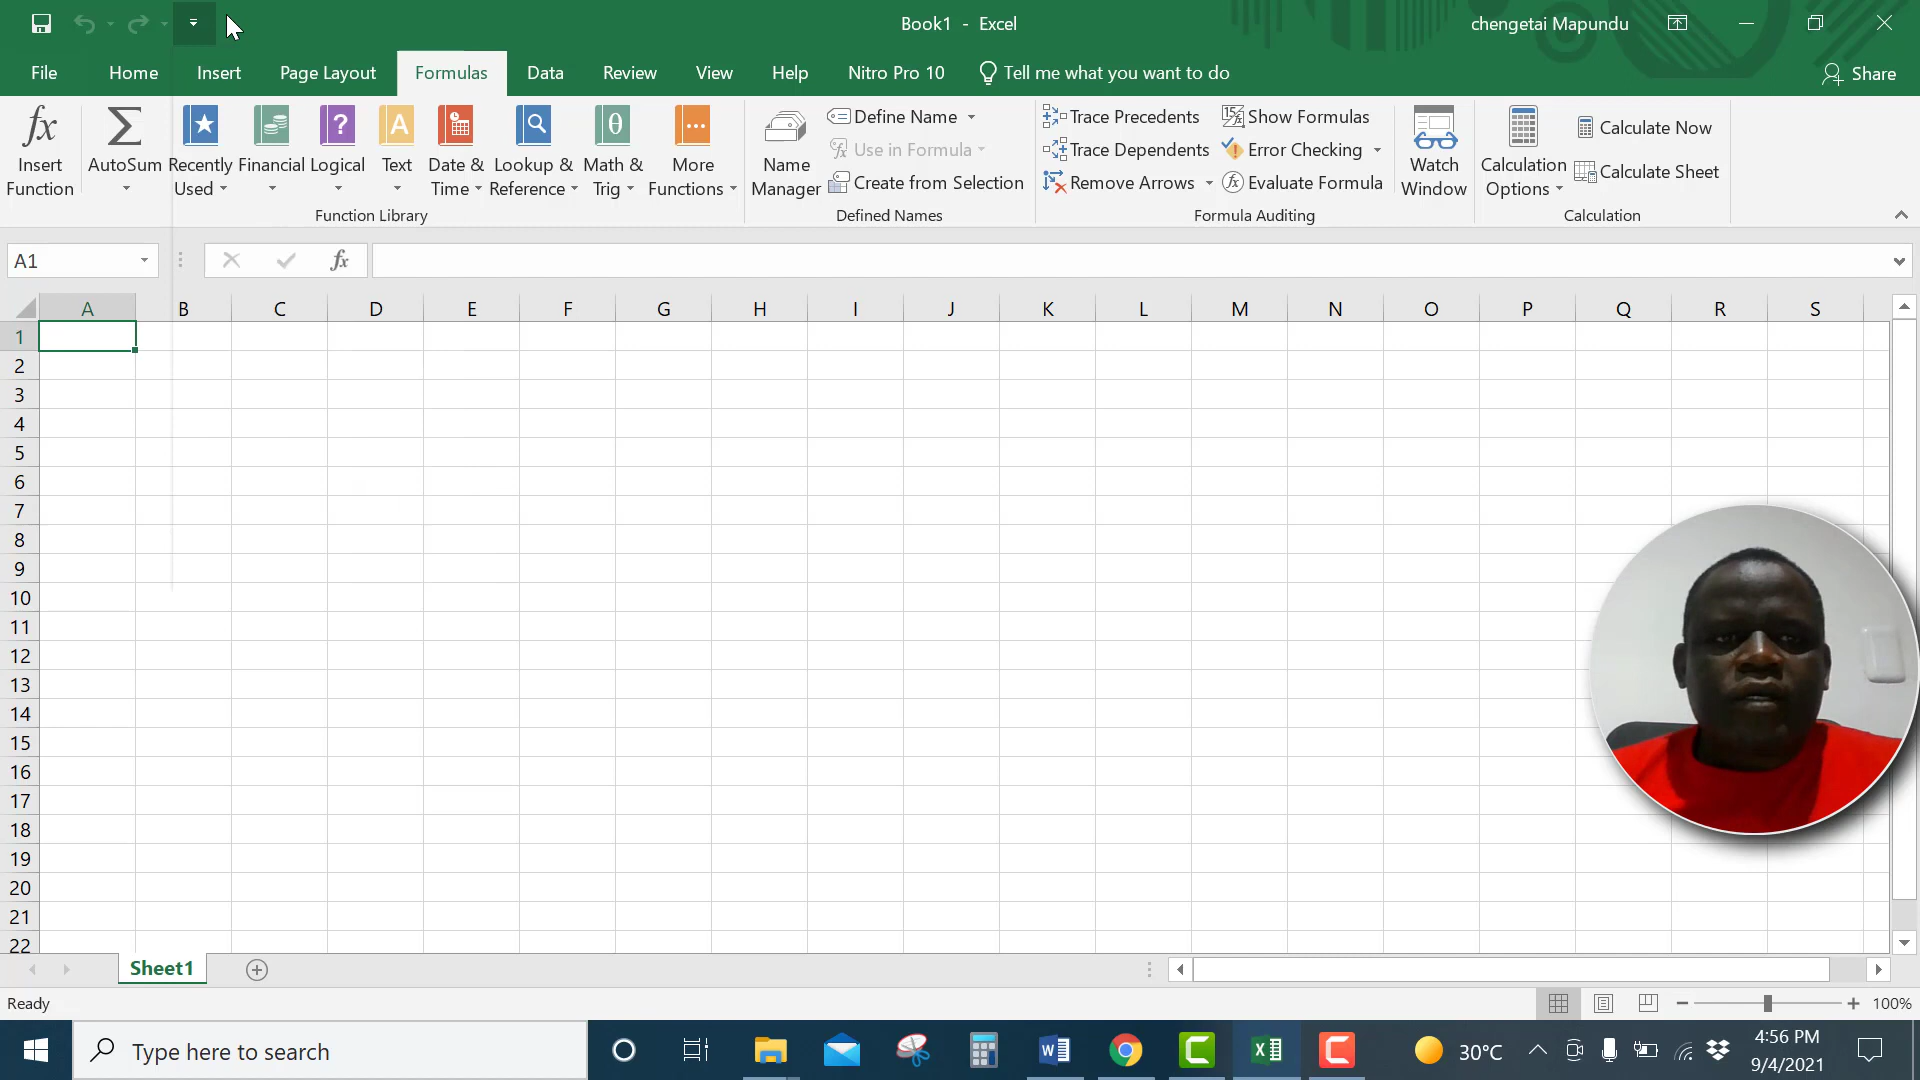 Book1 - Excel
chengetai Mapundu
File Home Insert Page Layout Formulas Data Review View Help Nitro Pro 10 Tell me what you want to do Share
Insert Function
AutoSum
Recently Used
Financial
Logical
Text
Date & Time
Lookup & Reference
Math & Trig
More Functions
Function Library
Name Manager
Define Name
Use in Formula
Create from Selection
Defined Names
Trace Precedents
Trace Dependents
Remove Arrows
Show Formulas
Error Checking
Evaluate Formula
Formula Auditing
Watch Window
Calculation Options
Calculate Now
Calculate Sheet
Calculation
A1
fx
A B C D E F G H I J K L M N O P Q R S
1
2
3
4
5
6
7
8
9
10
11
12
13
14
15
16
17
18
19
20
21
22
Sheet1
Ready
100%
Type here to search
30°C
4:56 PM
9/4/2021